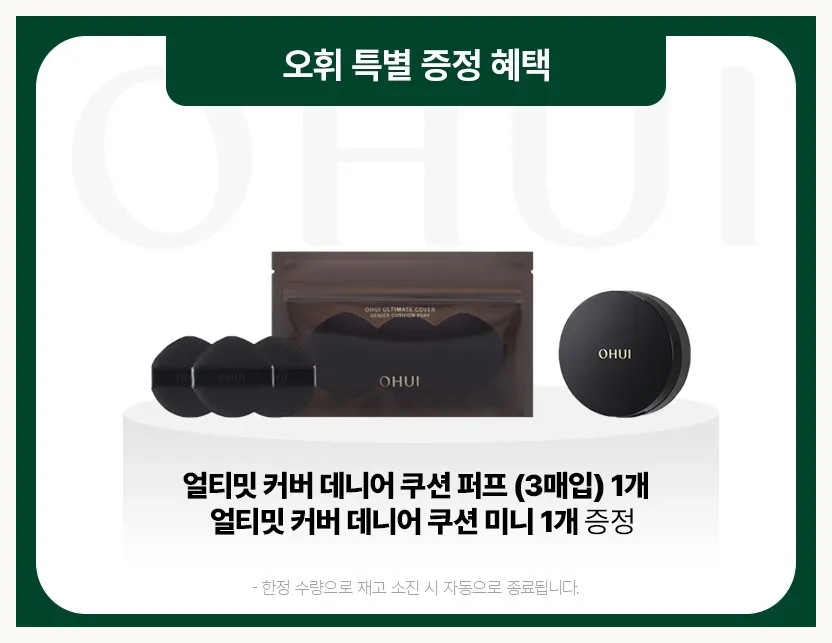 오휘 특별 증정 혜택
OHUI
OHUI ULTIMATE COVER
DENIER CUSHION PUFF
OHUI
OHUI
얼티밋 커버 데니어 쿠션 퍼프 (3매입) 1개
얼티밋 커버 데니어 쿠션 미니 1개 증정
- 한정 수량으로 재고 소진 시 자동으로 종료됩니다.